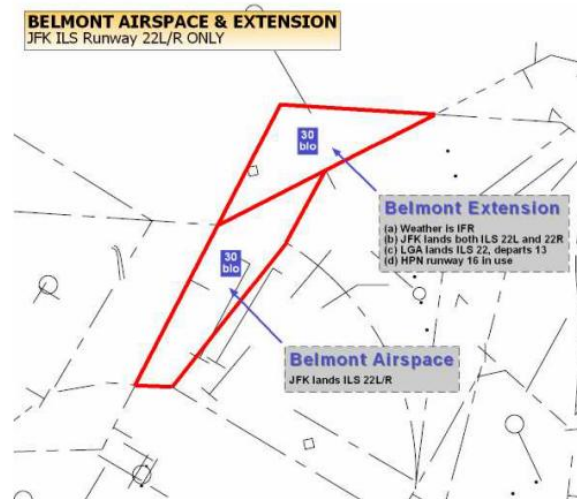 BELMONT AIRSPACE & EXTENSION
JFK ILS Runway 22L/R ONLY
30
blo
Belmont Extension
(a) Weather is IFR
(b) JFK lands both ILS 22L and 22R
(c) LGA lands ILS 22, departs 13
(d) HPN runway 16 in use
30
blo
Belmont Airspace
JFK lands ILS 22L/R